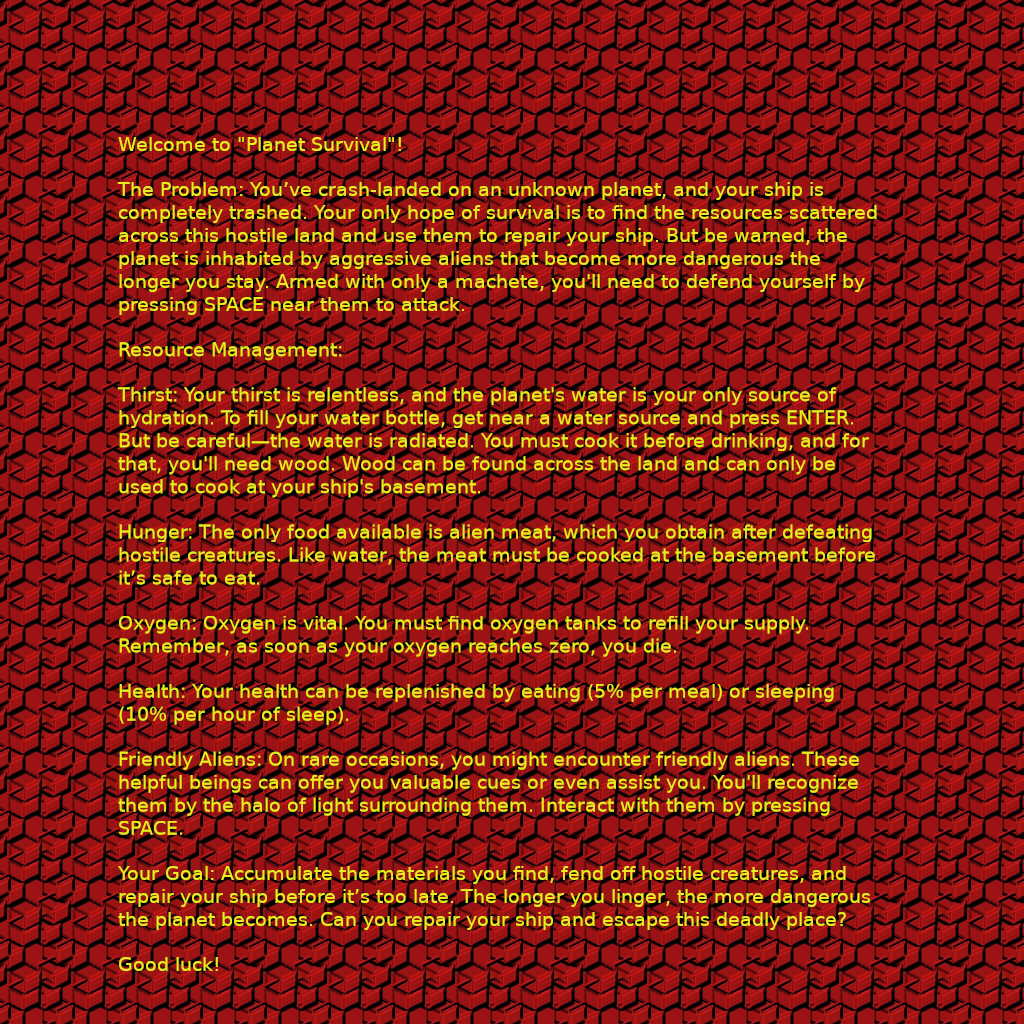 Welcome to "Planet Survival"!
The Problem: You’ve crash-landed on an unknown planet, and your ship is
completely trashed. Your only hope of survival is to find the resources scattered
across this hostile land and use them to repair your ship. But be warned, the
planet is inhabited by aggressive aliens that become more dangerous the
longer you stay. Armed with only a machete, you'll need to defend yourself by
pressing SPACE near them to attack.
Resource Management:
Thirst: Your thirst is relentless, and the planet's water is your only source of
hydration. To fill your water bottle, get near a water source and press ENTER.
But be careful—the water is radiated. You must cook it before drinking, and for
that, you'll need wood. Wood can be found across the land and can only be
used to cook at your ship's basement.
Hunger: The only food available is alien meat, which you obtain after defeating
hostile creatures. Like water, the meat must be cooked at the basement before
it’s safe to eat.
Oxygen: Oxygen is vital. You must find oxygen tanks to refill your supply.
Remember, as soon as your oxygen reaches zero, you die.
Health: Your health can be replenished by eating (5% per meal) or sleeping
(10% per hour of sleep).
Friendly Aliens: On rare occasions, you might encounter friendly aliens. These
helpful beings can offer you valuable cues or even assist you. You'll recognize
them by the halo of light surrounding them. Interact with them by pressing
SPACE.
Your Goal: Accumulate the materials you find, fend off hostile creatures, and
repair your ship before it’s too late. The longer you linger, the more dangerous
the planet becomes. Can you repair your ship and escape this deadly place?
Good luck!